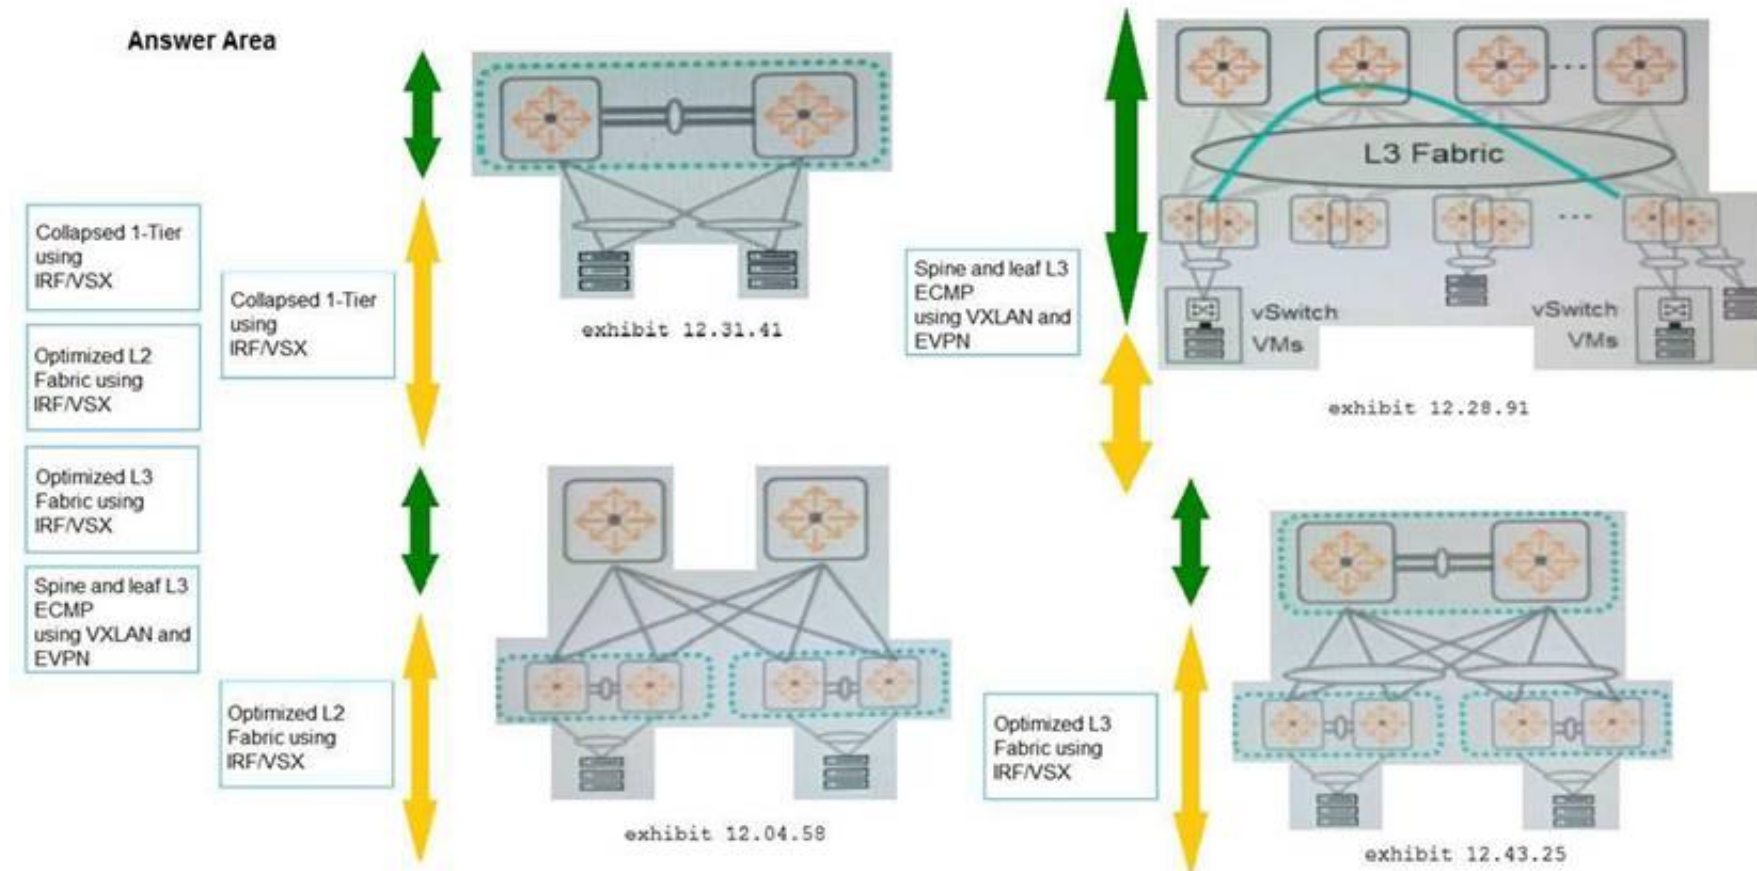 Answer Area
Collapsed 1-Tier
using
IRF/VSX
Optimized L2
Fabric using
IRF/VSX
Optimized L3
Fabric using
IRF/VSX
Spine and leaf L3
ECMP
using VXLAN and
EVPN
Collapsed 1-Tier
using
IRF/VSX
exhibit 12.31.41
Optimized L2
Fabric using
IRF/VSX
exhibit 12.04.58
Spine and leaf L3
ECMP
using VXLAN and
EVPN
L3 Fabric
vSwitch
VMs
vSwitch
VMs
exhibit 12.28.91
Optimized L3
Fabric using
IRF/VSX
exhibit 12.43.25